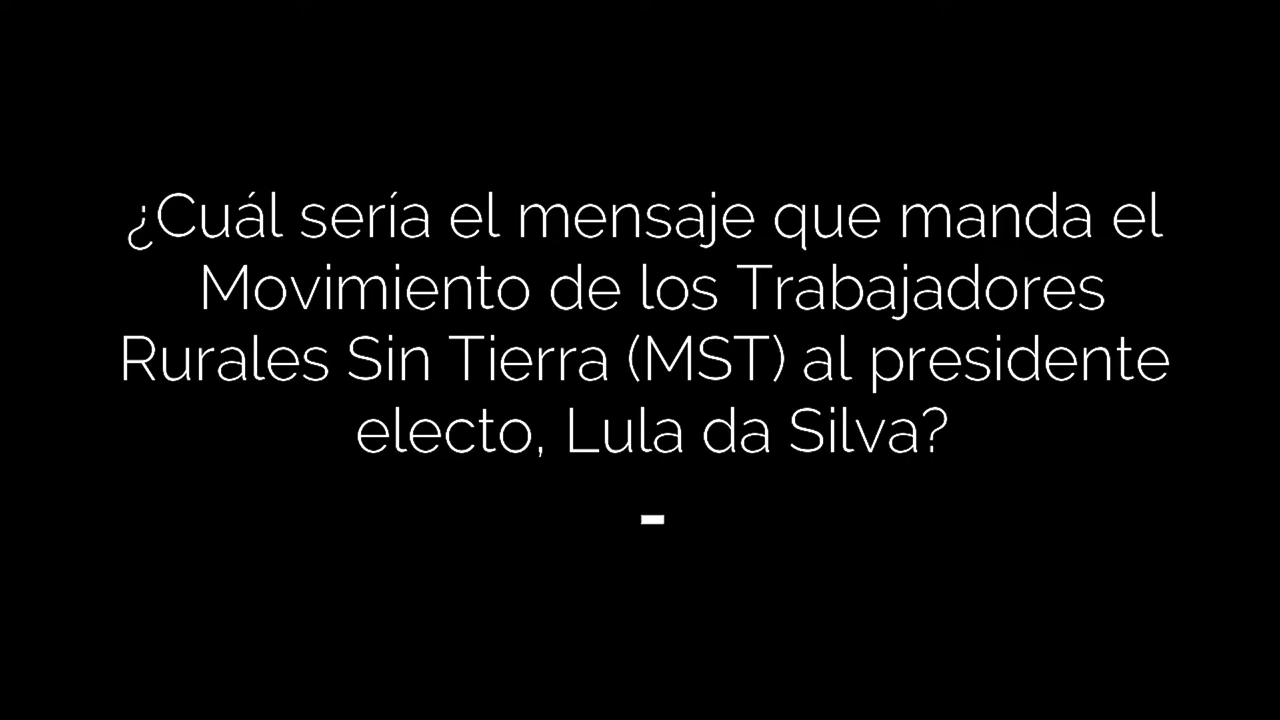 ¿Cuál sería el mensaje que manda el
Movimiento de los Trabajadores
Rurales Sin Tierra (MST) al presidente
electo, Lula da Silva?
-